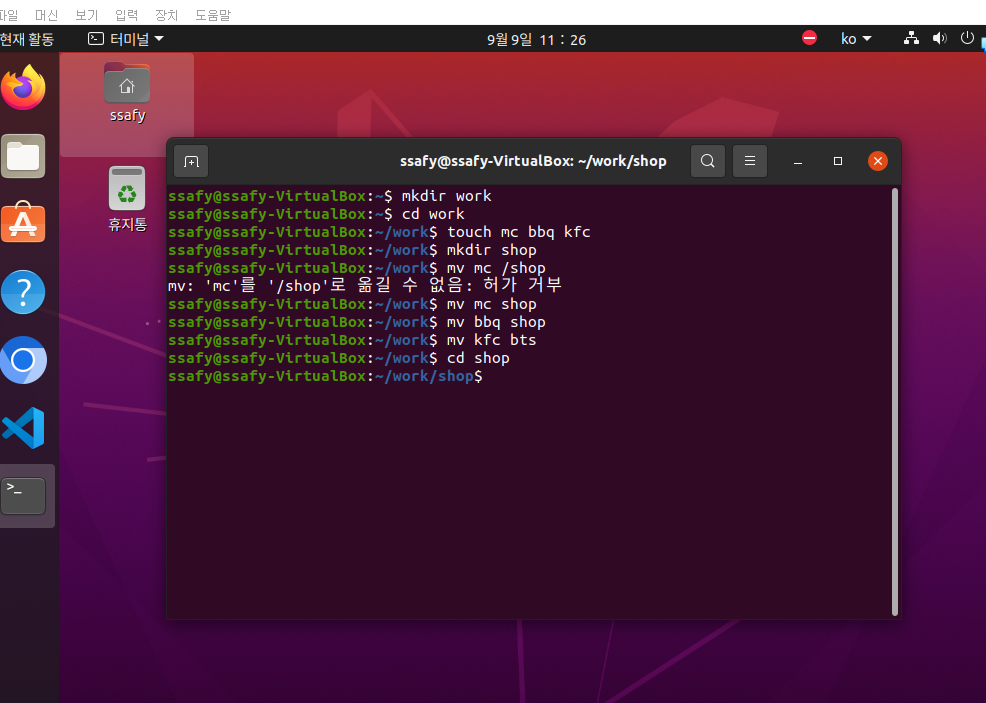 파일 머신 보기 입력 장치 도움말
현재 활동 터미널 9월 9일 11 : 26 ko
ssafy
휴지통
ssafy@ssafy-VirtualBox: ~/work/shop
ssafy@ssafy-VirtualBox:~$ mkdir work
ssafy@ssafy-VirtualBox:~$ cd work
ssafy@ssafy-VirtualBox:~/work$ touch mc bbq kfc
ssafy@ssafy-VirtualBox:~/work$ mkdir shop
ssafy@ssafy-VirtualBox:~/work$ mv mc /shop
mv: 'mc'를 '/shop'로 옮길 수 없음: 허가 거부
ssafy@ssafy-VirtualBox:~/work$ mv mc shop
ssafy@ssafy-VirtualBox:~/work$ mv bbq shop
ssafy@ssafy-VirtualBox:~/work$ mv kfc bts
ssafy@ssafy-VirtualBox:~/work$ cd shop
ssafy@ssafy-VirtualBox:~/work/shop$